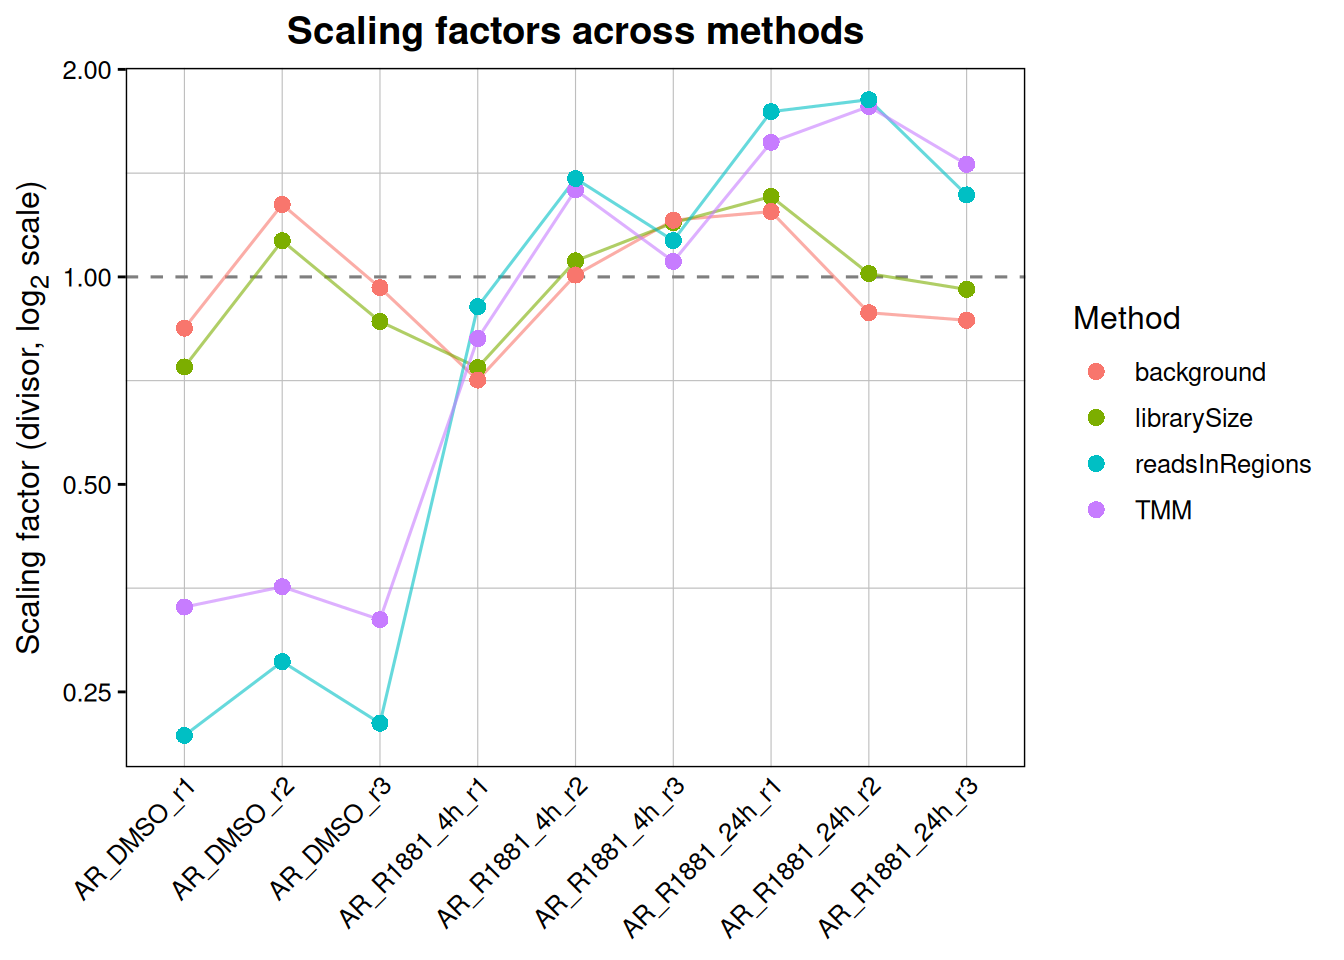 Scaling factors across methods
Scaling factor (divisor, log2 scale)
2.00
1.00
0.50
0.25
AR_DMSO_r1
AR_DMSO_r2
AR_DMSO_r3
AR_R1881_4h_r1
AR_R1881_4h_r2
AR_R1881_4h_r3
AR_R1881_24h_r1
AR_R1881_24h_r2
AR_R1881_24h_r3
Method
background
librarySize
readsInRegions
TMM